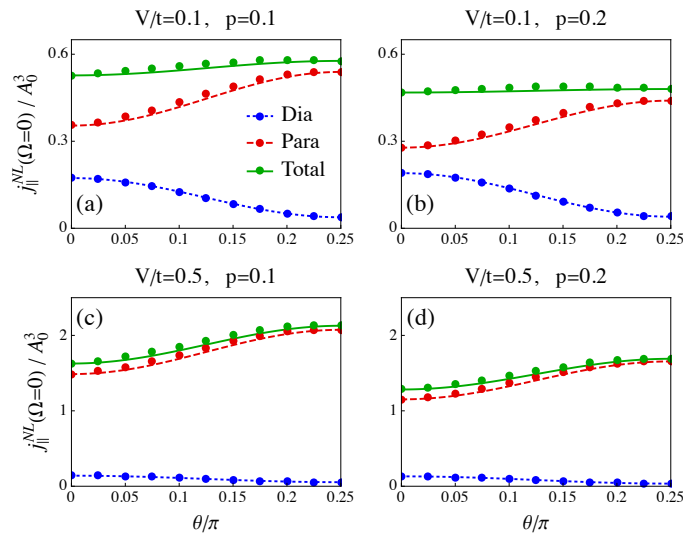 V/t=0.1, p=0.1
V/t=0.1, p=0.2
j∥^NL(Ω=0) / A₀³
0.6
0.3
0
0 0.05 0.1 0.15 0.2 0.25
(a)
Dia
Para
Total
0.6
0.3
0
0 0.05 0.1 0.15 0.2 0.25
(b)
V/t=0.5, p=0.1
V/t=0.5, p=0.2
j∥^NL(Ω=0) / A₀³
2
1
0
0 0.05 0.1 0.15 0.2 0.25
(c)
θ/π
2
1
0
0 0.05 0.1 0.15 0.2 0.25
(d)
θ/π